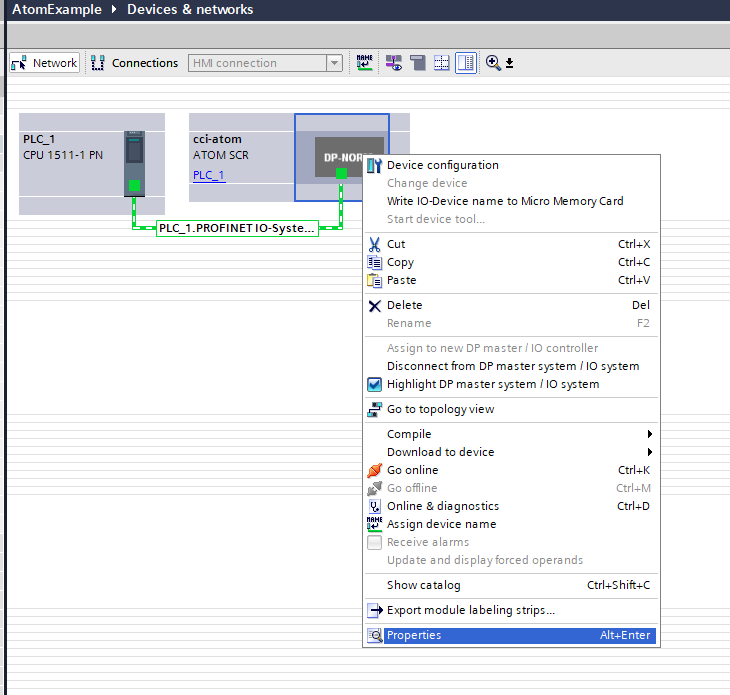 AtomExample ▸ Devices & networks
Network Connections HMI connection
PLC_1
CPU 1511-1 PN
cci-atom
ATOM SCR
PLC_1
PLC_1.PROFINET IO-Syste...
Device configuration
Change device
Write IO-Device name to Micro Memory Card
Start device tool...
Cut Ctrl+X
Copy Ctrl+C
Paste Ctrl+V
Delete Del
Rename F2
Assign to new DP master / IO controller
Disconnect from DP master system / IO system
Highlight DP master system / IO system
Go to topology view
Compile
Download to device
Go online Ctrl+K
Go offline Ctrl+M
Online & diagnostics Ctrl+D
Assign device name
Receive alarms
Update and display forced operands
Show catalog Ctrl+Shift+C
Export module labeling strips...
Properties Alt+Enter